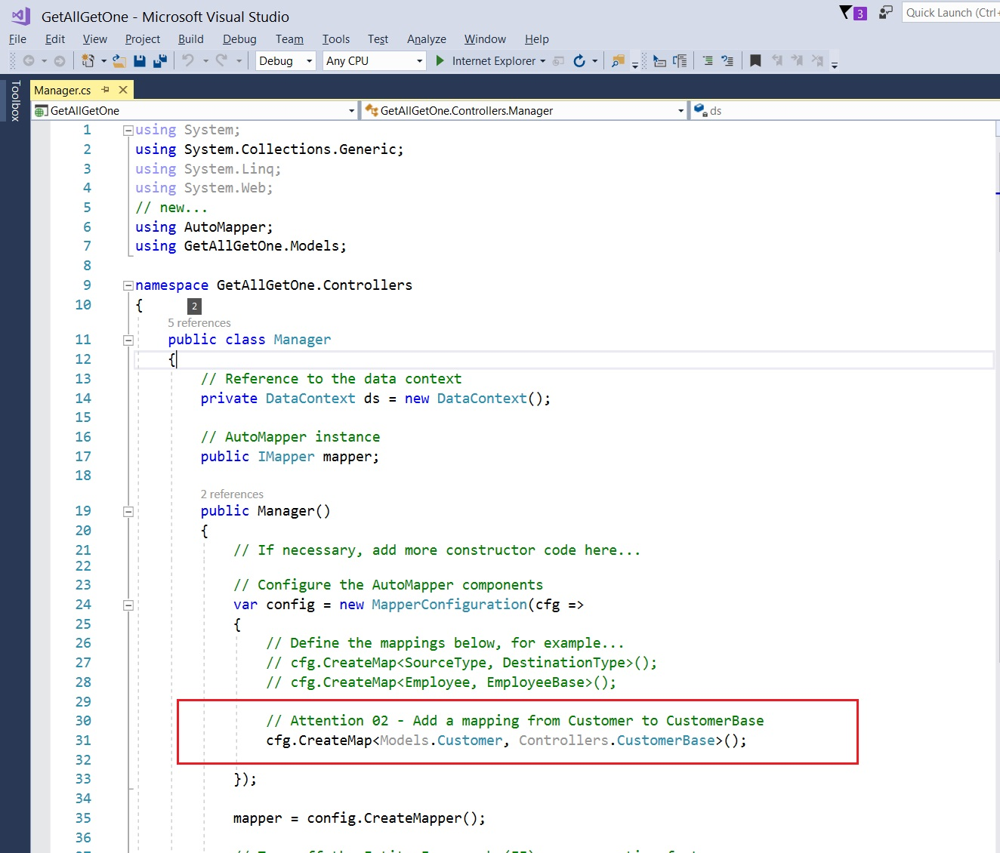 GetAllGetOne - Microsoft Visual Studio
3
Quick Launch (Ctrl+
File Edit View Project Build Debug Team Tools Test Analyze Window Help
Debug Any CPU Internet Explorer
Toolbox
Manager.cs
GetAllGetOne GetAllGetOne.Controllers.Manager ds
1 using System;
2 using System.Collections.Generic;
3 using System.Linq;
4 using System.Web;
5 // new...
6 using AutoMapper;
7 using GetAllGetOne.Models;
8
9 namespace GetAllGetOne.Controllers
10 { 2
5 references
11 public class Manager
12 {
13 // Reference to the data context
14 private DataContext ds = new DataContext();
15
16 // AutoMapper instance
17 public IMapper mapper;
18
2 references
19 public Manager()
20 {
21 // If necessary, add more constructor code here...
22
23 // Configure the AutoMapper components
24 var config = new MapperConfiguration(cfg =>
25 {
26 // Define the mappings below, for example...
27 // cfg.CreateMap<SourceType, DestinationType>();
28 // cfg.CreateMap<Employee, EmployeeBase>();
29
30 // Attention 02 - Add a mapping from Customer to CustomerBase
31 cfg.CreateMap<Models.Customer, Controllers.CustomerBase>();
32
33 });
34
35 mapper = config.CreateMapper();
36